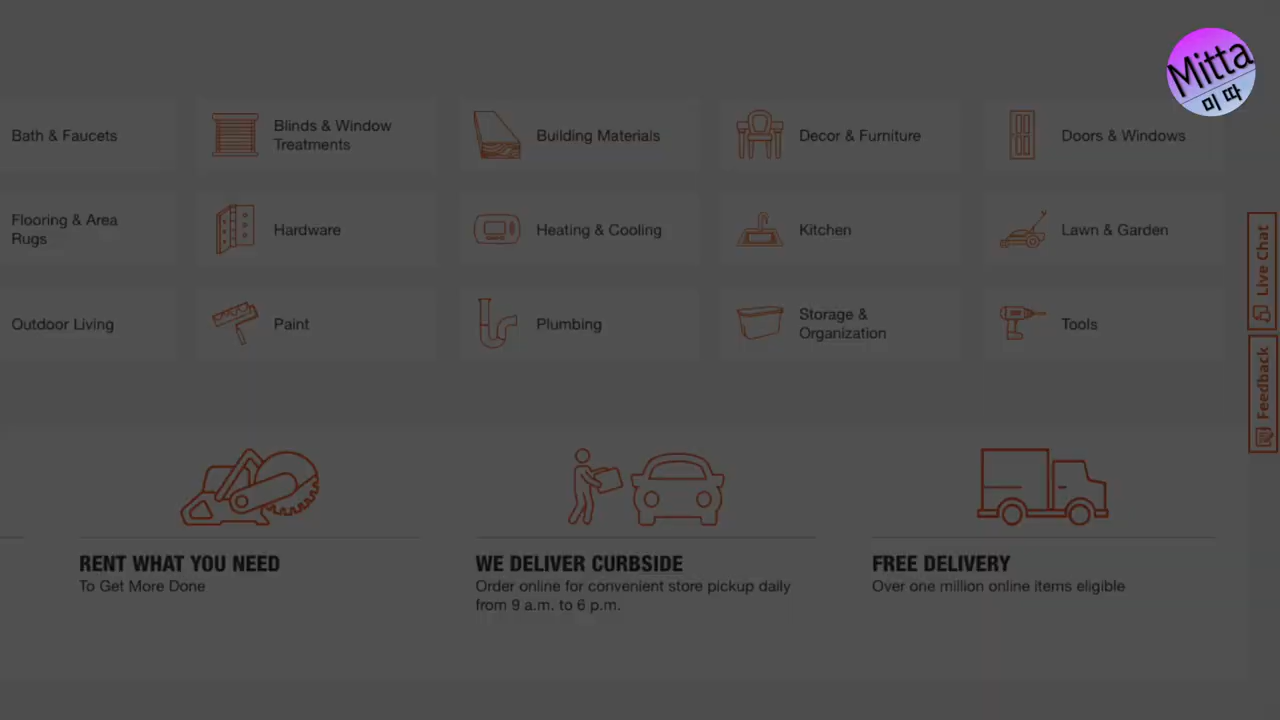 Mitta
미 따
Bath & Faucets
Blinds & Window
Treatments
Building Materials
Decor & Furniture
Doors & Windows
Flooring & Area
Rugs
Hardware
Heating & Cooling
Kitchen
Lawn & Garden
Outdoor Living
Paint
Plumbing
Storage &
Organization
Tools
Live Chat
Feedback
RENT WHAT YOU NEED
To Get More Done
WE DELIVER CURBSIDE
Order online for convenient store pickup daily
from 9 a.m. to 6 p.m.
FREE DELIVERY
Over one million online items eligible